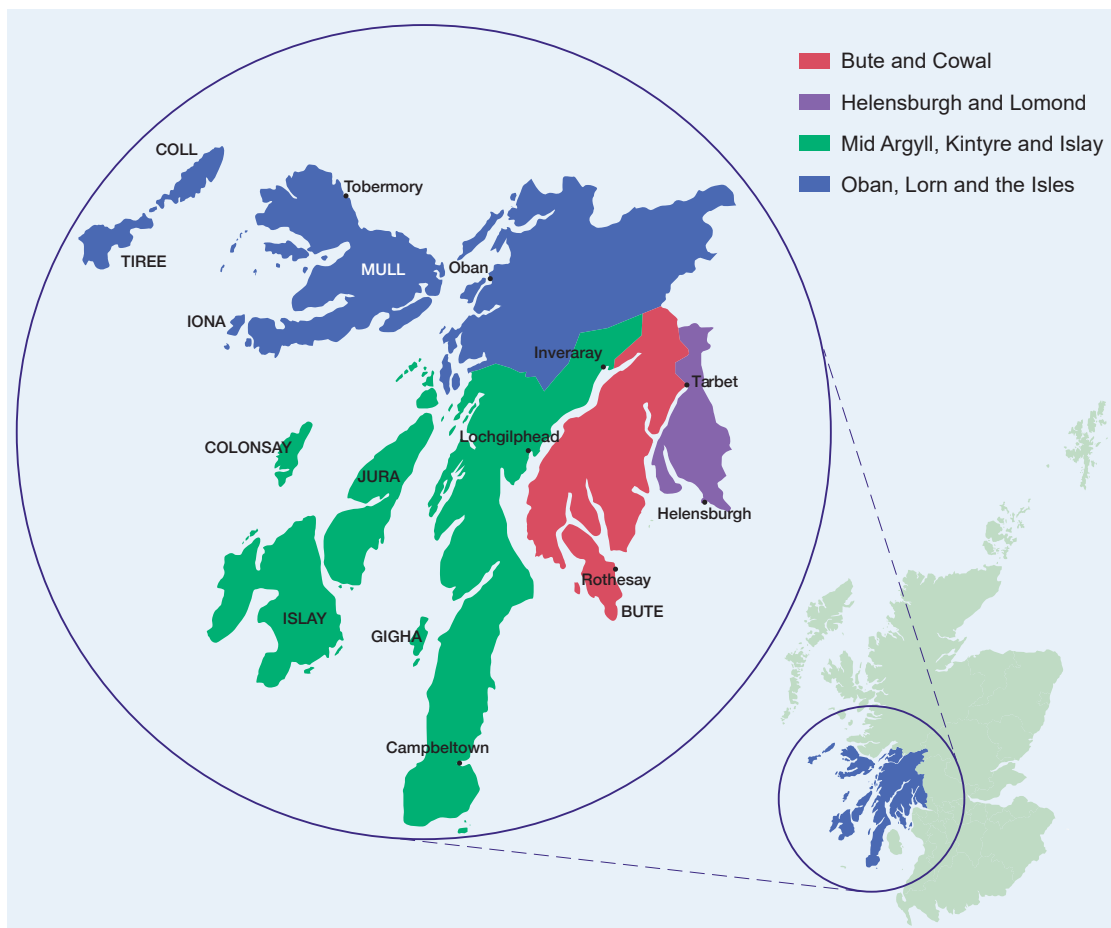 Bute and Cowal
Helensburgh and Lomond
Mid Argyll, Kintyre and Islay
Oban, Lorn and the Isles
COLL
Tobermory
TIREE
MULL
Oban
IONA
Inveraray
Tarbet
Lochgilphead
COLONSAY
JURA
Helensburgh
Rothesay
BUTE
ISLAY
GIGHA
Campbeltown